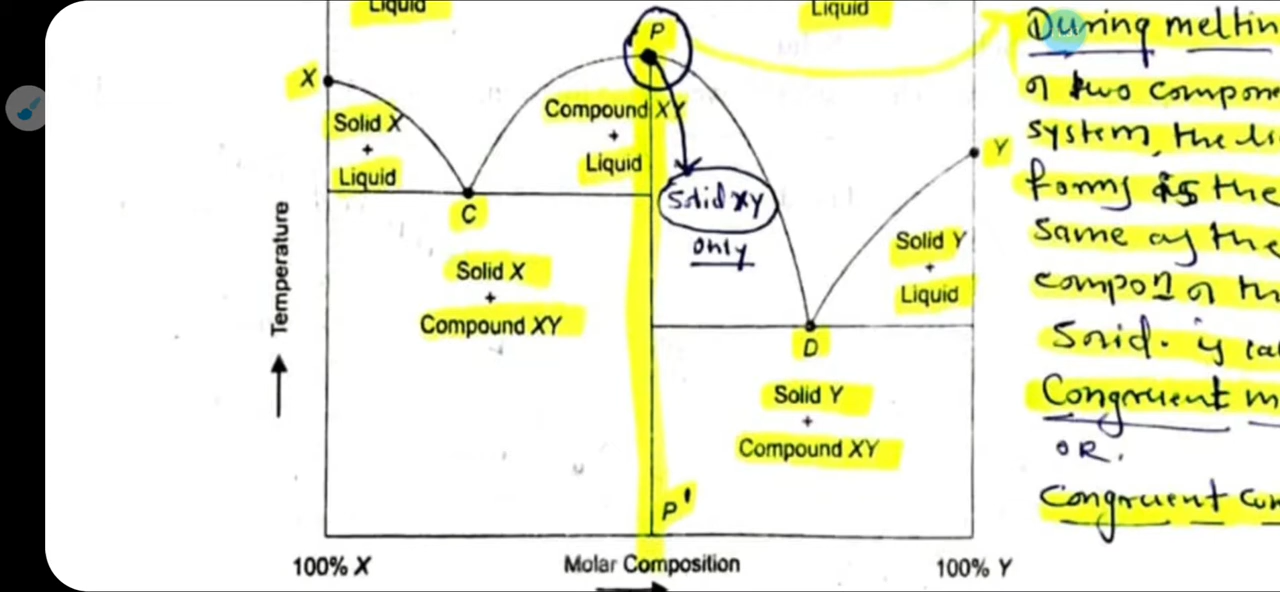 Liquid
Liquid
P
X
Compound XY
+
Liquid
Solid X
+
Liquid
Y
Solid XY
only
C
Solid Y
+
Liquid
Solid X
+
Compound XY
D
Solid Y
+
Compound XY
Temperature
P'
100% X
Molar Composition
100% Y
During meltin
of two compone
system, the li
forms is the
same as the
compon of th
Solid. is ca
Congruent m
OR.
Congruent